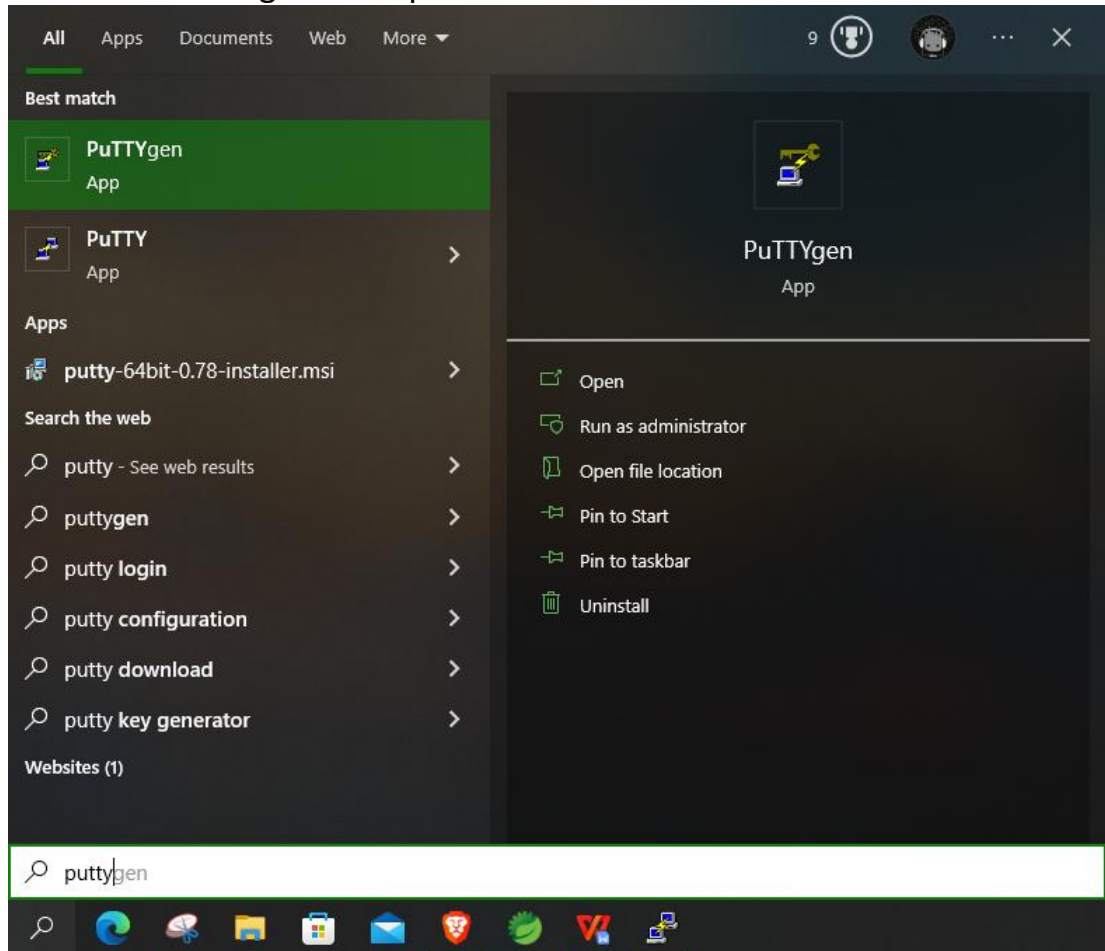 All Apps Documents Web More 9
Best match
PuTTYgen
App
PuTTY
App
Apps
putty-64bit-0.78-installer.msi
Search the web
putty - See web results
puttygen
putty login
putty configuration
putty download
putty key generator
Websites (1)
PuTTYgen
App
Open
Run as administrator
Open file location
Pin to Start
Pin to taskbar
Uninstall
puttygen